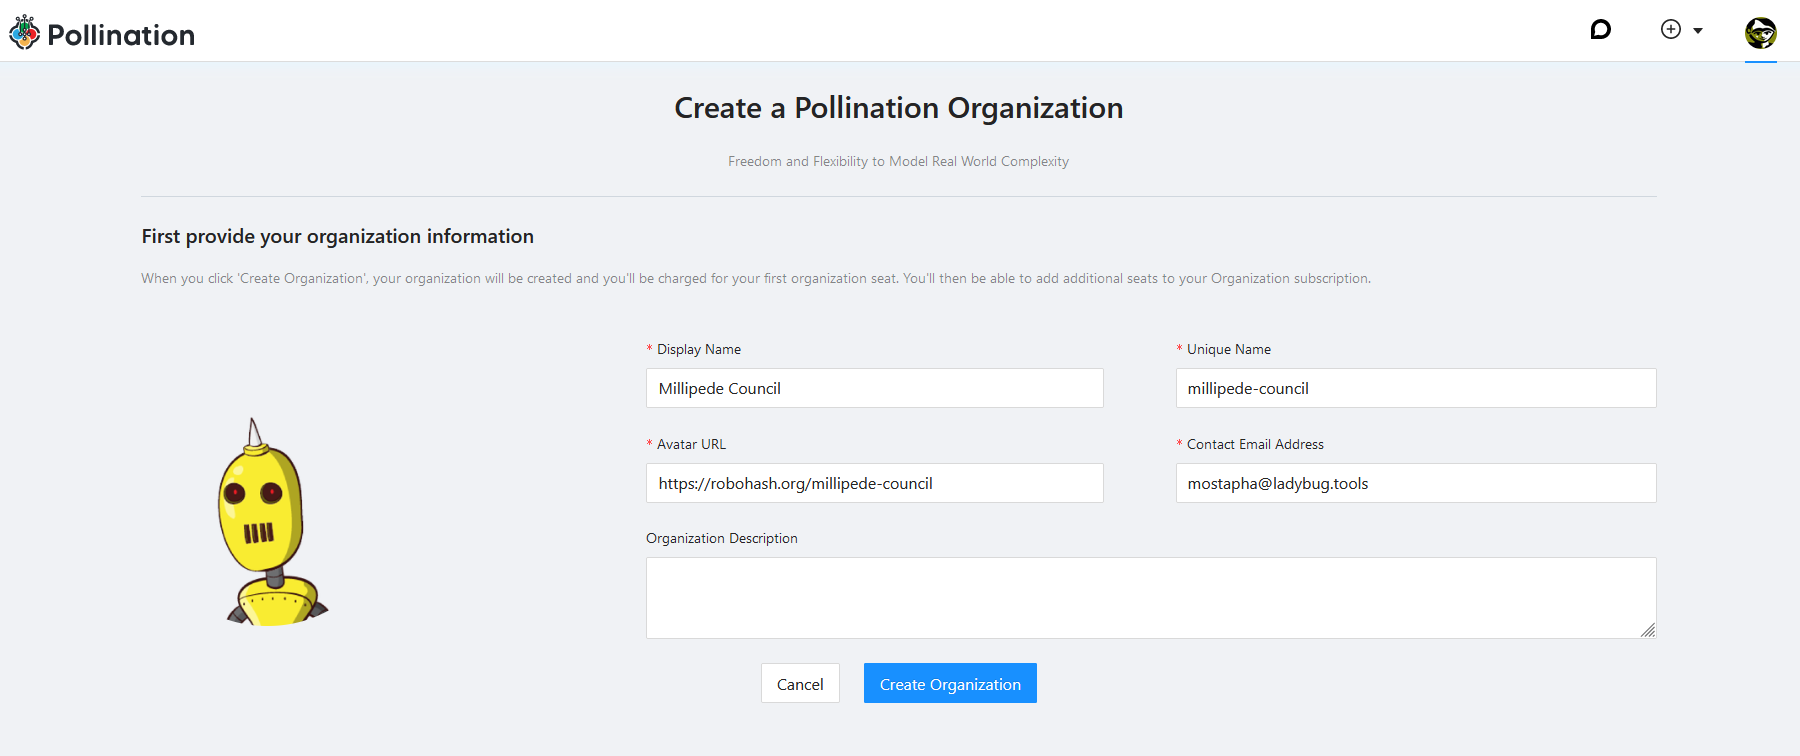 Pollination
Create a Pollination Organization
Freedom and Flexibility to Model Real World Complexity
First provide your organization information
When you click 'Create Organization', your organization will be created and you'll be charged for your first organization seat. You'll then be able to add additional seats to your Organization subscription.
* Display Name
Millipede Council
* Unique Name
millipede-council
* Avatar URL
https://robohash.org/millipede-council
* Contact Email Address
mostapha@ladybug.tools
Organization Description
Cancel
Create Organization